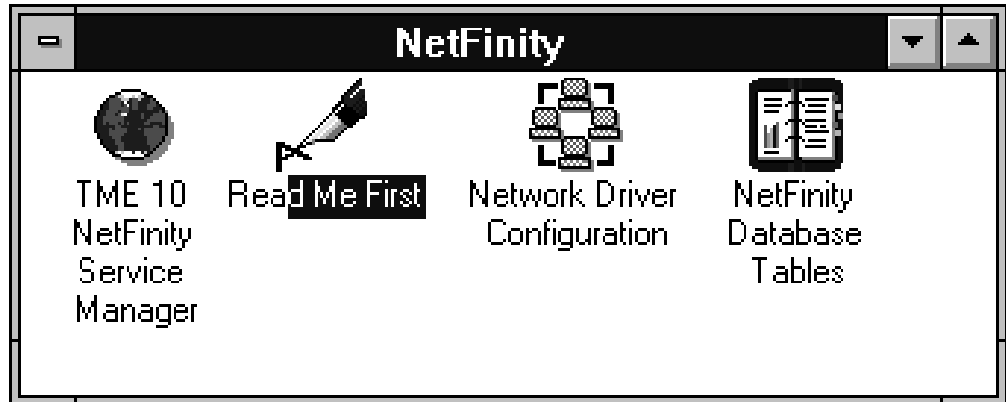 NetFinity
TME 10
NetFinity
Service
Manager
Read Me First
Network Driver
Configuration
NetFinity
Database
Tables